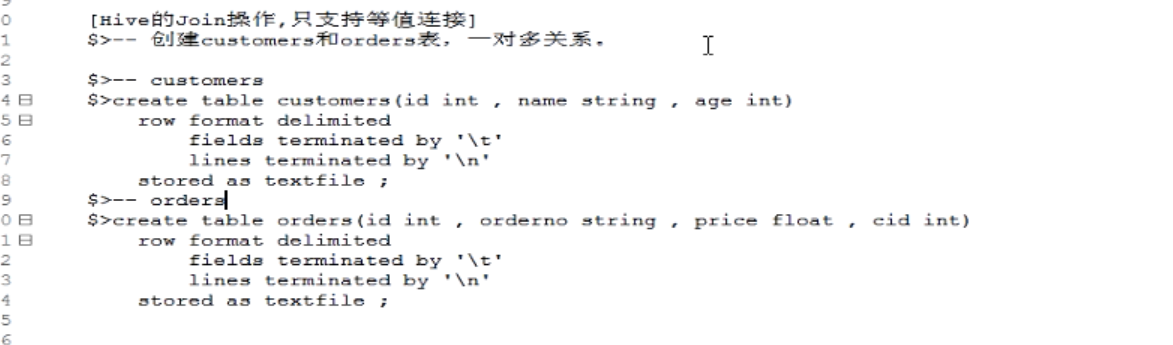 0 [Hive的Join操作,只支持等值连接]
1 $>-- 创建customers和orders表，一对多关系。
2
3 $>-- customers
4 $>create table customers(id int , name string , age int)
5 row format delimited
6 fields terminated by '\t'
7 lines terminated by '\n'
8 stored as textfile ;
9 $>-- orders
0 $>create table orders(id int , orderno string , price float , cid int)
1 row format delimited
2 fields terminated by '\t'
3 lines terminated by '\n'
4 stored as textfile ;
5
6